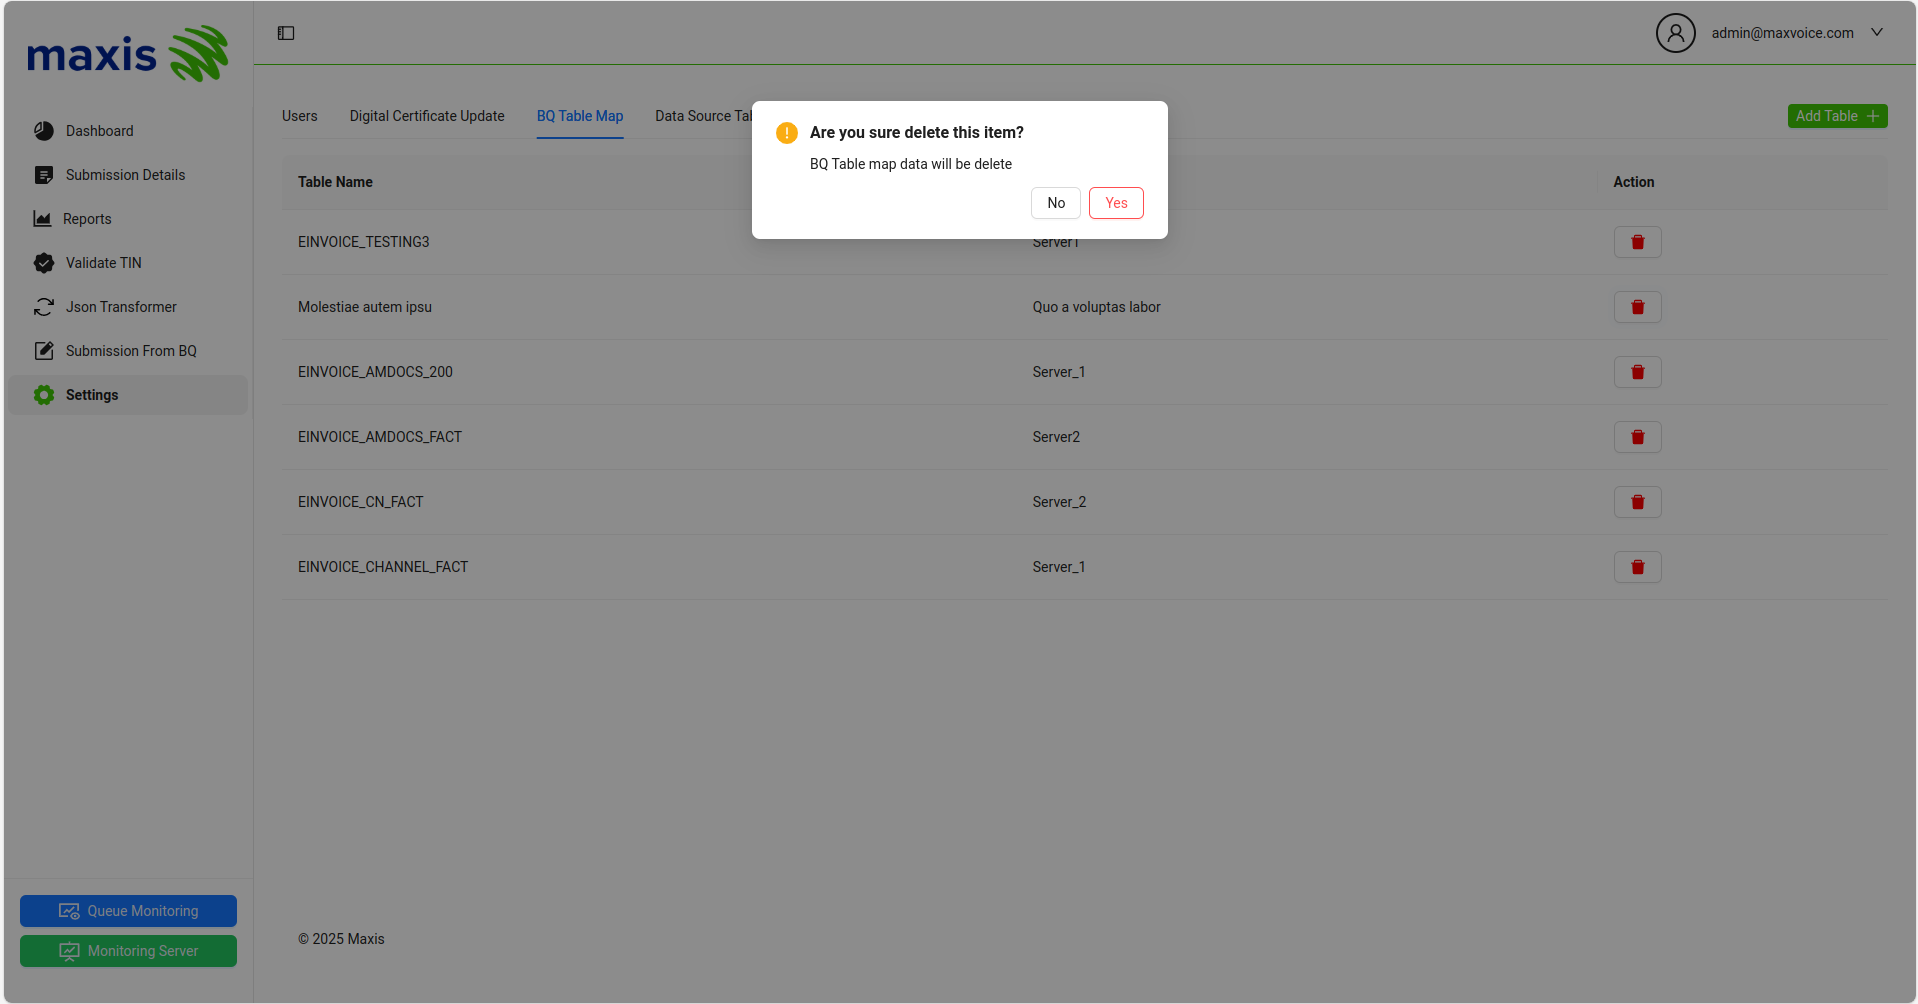 maxis
admin@maxvoice.com
Dashboard
Submission Details
Reports
Validate TIN
Json Transformer
Submission From BQ
Settings
Queue Monitoring
Monitoring Server
Users Digital Certificate Update BQ Table Map Data Source Add Table
Are you sure delete this item?
BQ Table map data will be delete
No Yes
Table Name Action
EINVOICE_TESTING3 Server1
Molestiae autem ipsu Quo a voluptas labor
EINVOICE_AMDOCS_200 Server_1
EINVOICE_AMDOCS_FACT Server2
EINVOICE_CN_FACT Server_2
EINVOICE_CHANNEL_FACT Server_1
© 2025 Maxis